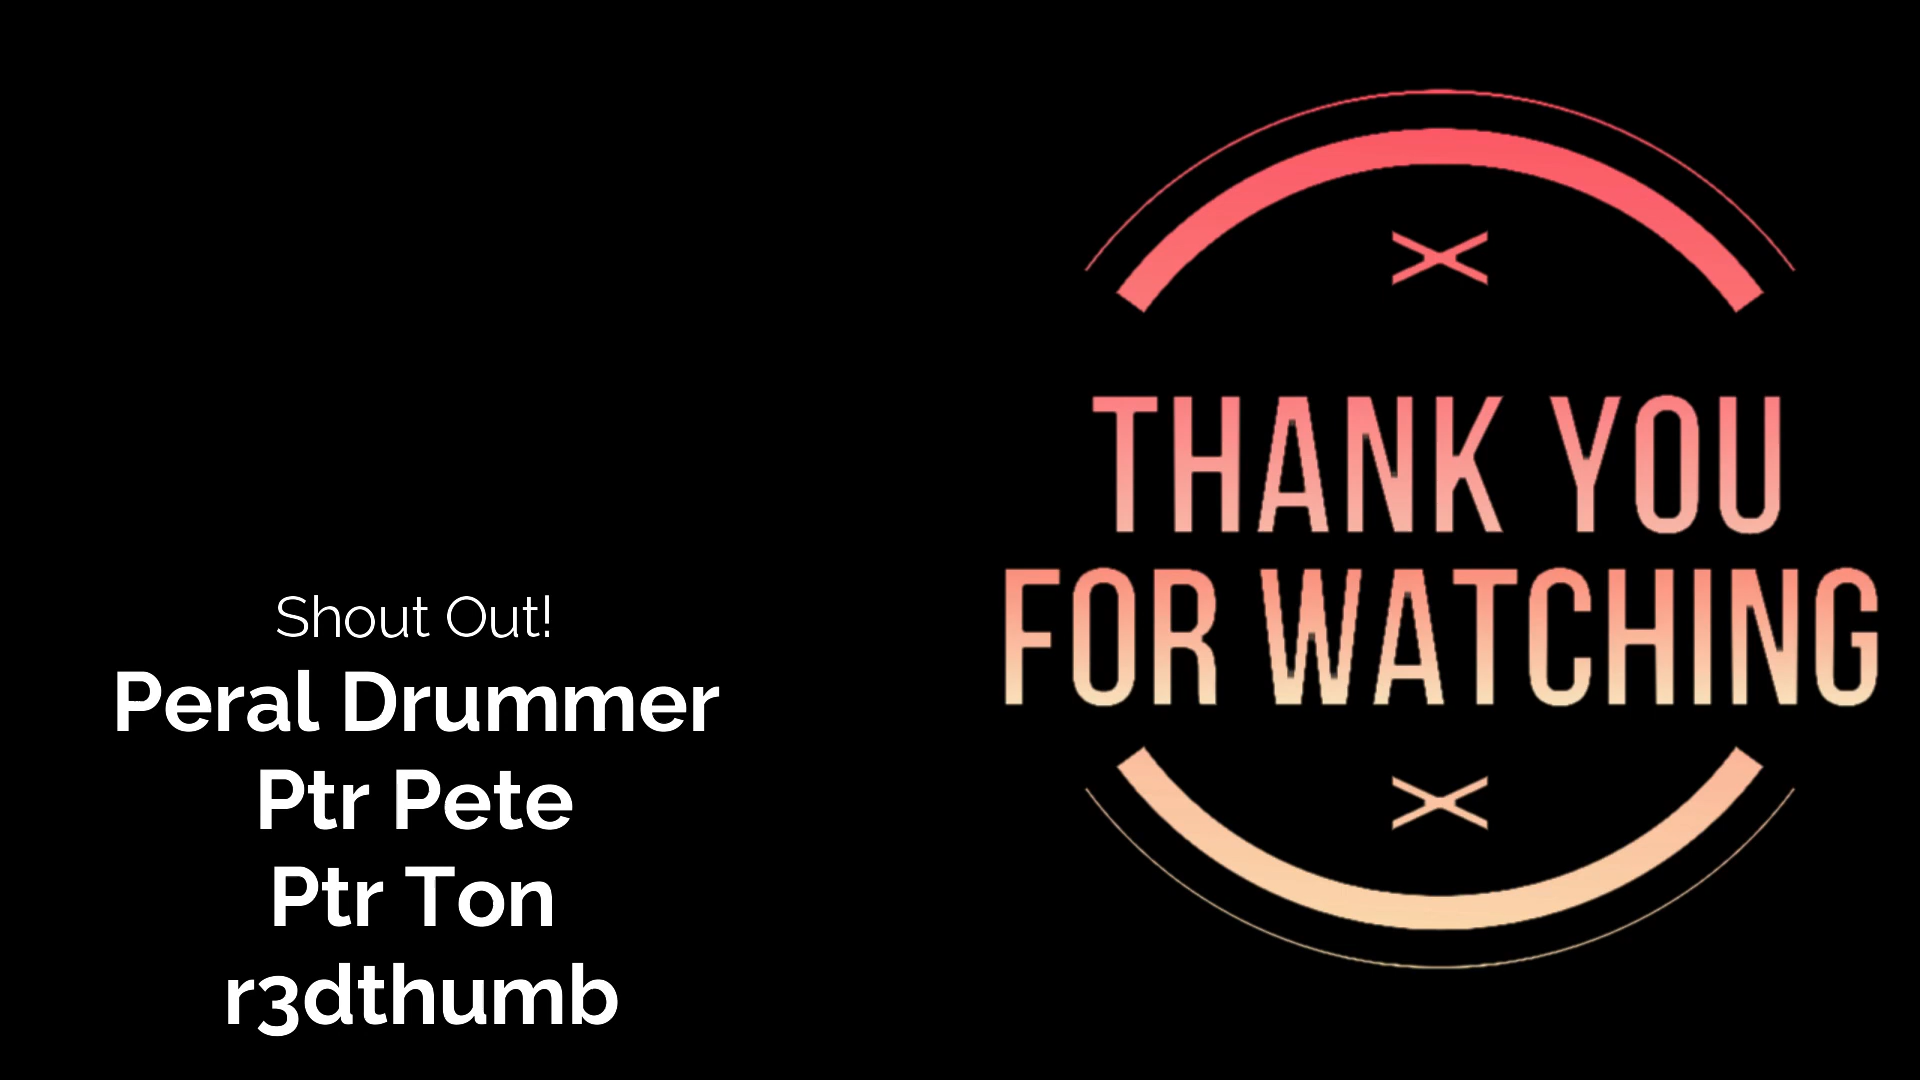 Shout Out!
Peral Drummer
Ptr Pete
Ptr Ton
r3dthumb
THANK YOU
FOR WATCHING